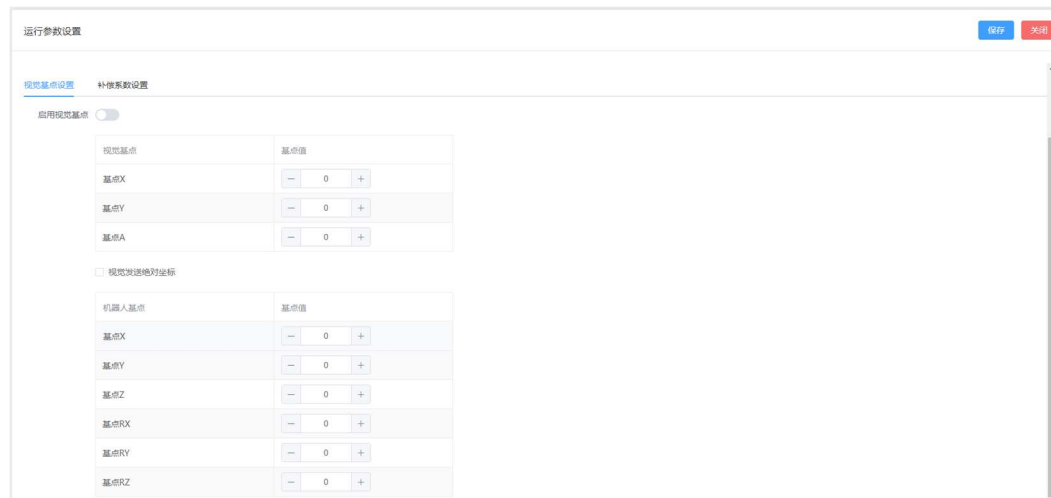 运行参数设置 保存 关闭
视觉基点设置 补偿系数设置
启用视觉基点
视觉基点 基点值
基点X 0
基点Y 0
基点A 0
视觉发送绝对坐标
机器人基点 基点值
基点X 0
基点Y 0
基点Z 0
基点RX 0
基点RY 0
基点RZ 0